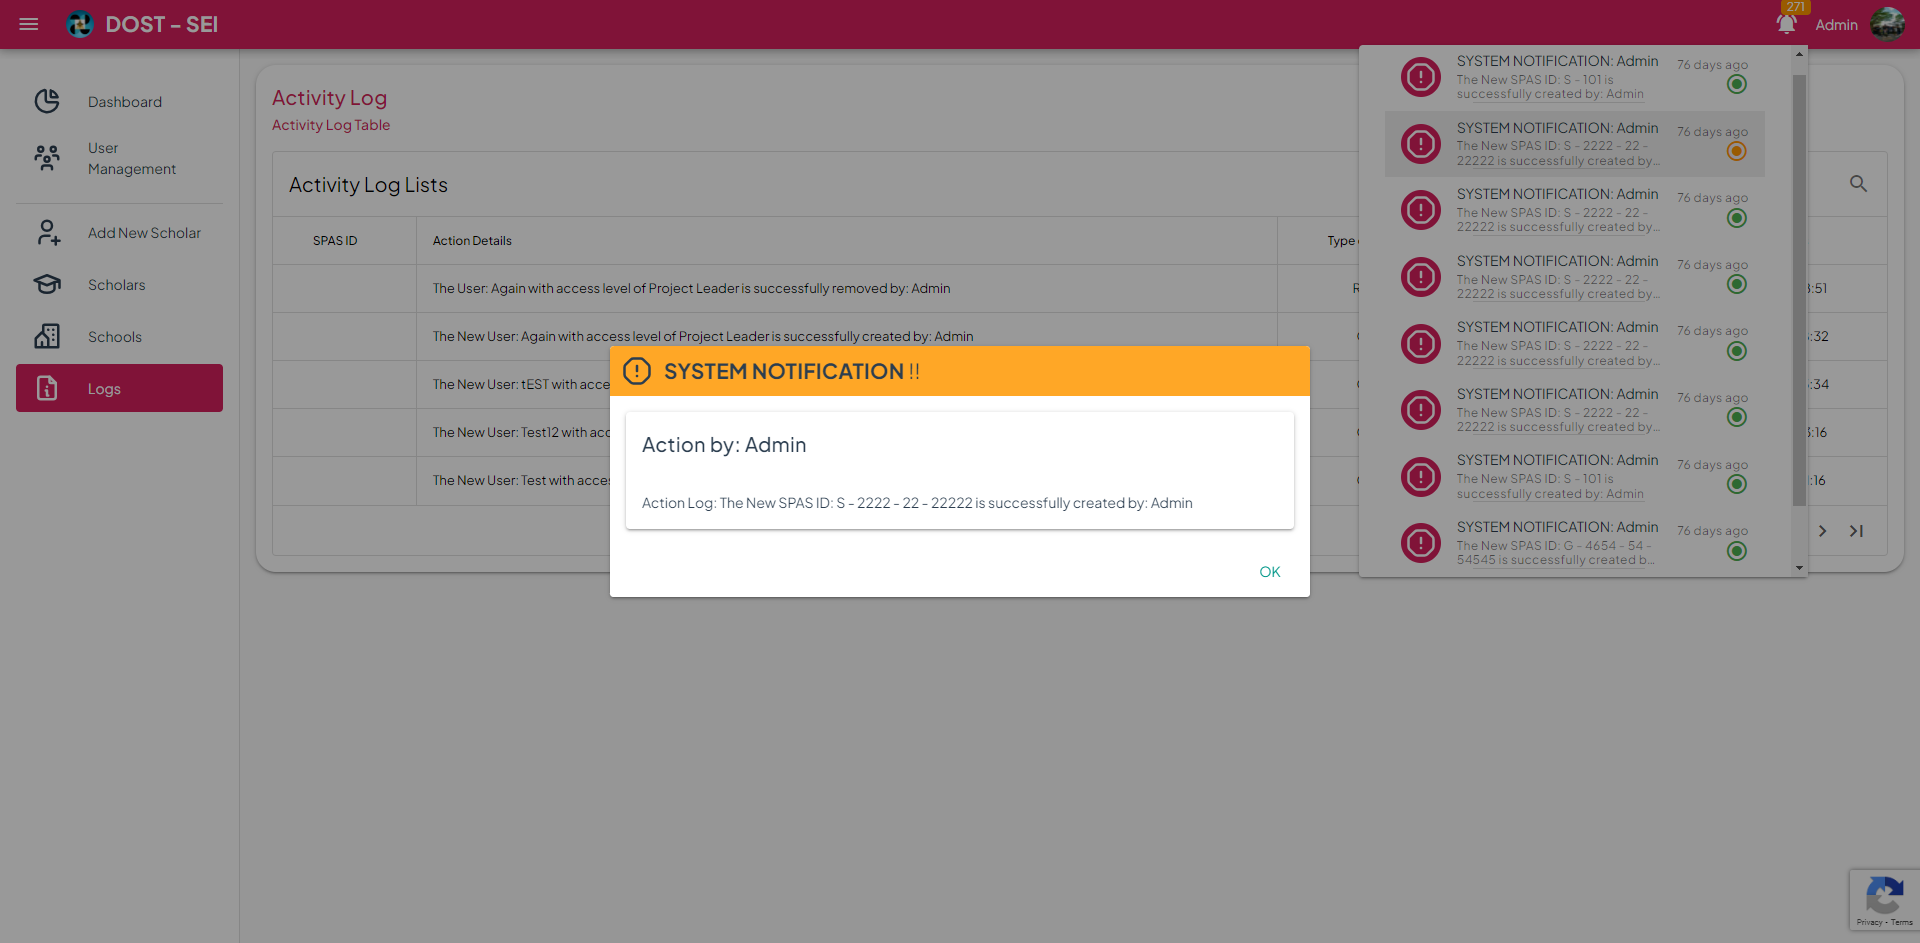 DOST - SEI
271
Admin
Dashboard
User
Management
Add New Scholar
Scholars
Schools
Logs
Activity Log
Activity Log Table
Activity Log Lists
SPAS ID
Action Details
Type
The User: Again with access level of Project Leader is successfully removed by: Admin
R
:51
The New User: Again with access level of Project Leader is successfully created by: Admin
:32
The New User: tEST with acce
:34
The New User: Test12 with acc
:16
The New User: Test with acces
:16
SYSTEM NOTIFICATION !!
Action by: Admin
Action Log: The New SPAS ID: S - 2222 - 22 - 22222 is successfully created by: Admin
OK
SYSTEM NOTIFICATION: Admin
76 days ago
The New SPAS ID: S - 101 is
successfully created by: Admin
SYSTEM NOTIFICATION: Admin
76 days ago
The New SPAS ID: S - 2222 - 22 -
22222 is successfully created by...
SYSTEM NOTIFICATION: Admin
76 days ago
The New SPAS ID: S - 2222 - 22 -
22222 is successfully created by...
SYSTEM NOTIFICATION: Admin
76 days ago
The New SPAS ID: S - 2222 - 22 -
22222 is successfully created by...
SYSTEM NOTIFICATION: Admin
76 days ago
The New SPAS ID: S - 2222 - 22 -
22222 is successfully created by...
SYSTEM NOTIFICATION: Admin
76 days ago
The New SPAS ID: S - 2222 - 22 -
22222 is successfully created by...
SYSTEM NOTIFICATION: Admin
76 days ago
The New SPAS ID: S - 101 is
successfully created by: Admin
SYSTEM NOTIFICATION: Admin
76 days ago
The New SPAS ID: G - 4654 - 54 -
54545 is successfully created b...
Privacy - Terms